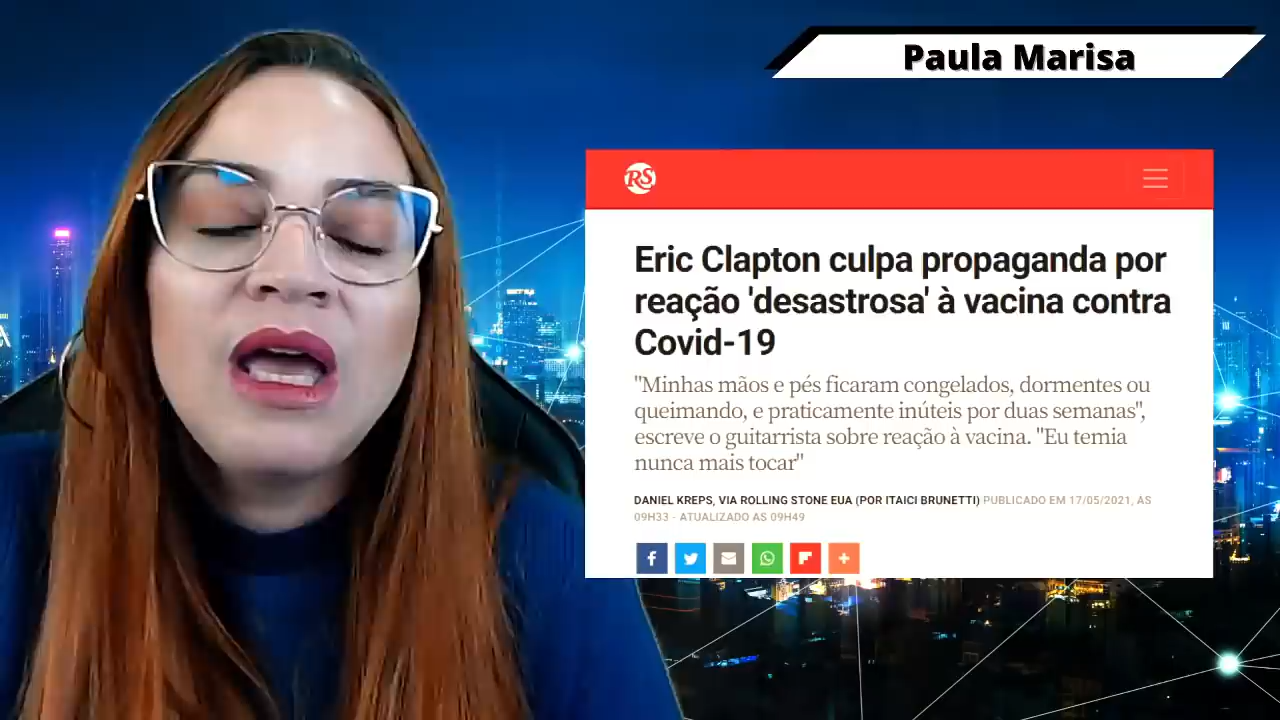 Paula Marisa
RS
Eric Clapton culpa propaganda por
reação 'desastrosa' à vacina contra
Covid-19
"Minhas mãos e pés ficaram congelados, dormentes ou
queimando, e praticamente inúteis por duas semanas",
escreve o guitarrista sobre reação à vacina. "Eu temia
nunca mais tocar"
DANIEL KREPS, VIA ROLLING STONE EUA (POR ITAICI BRUNETTI) PUBLICADO EM 17/05/2021, AS
09H33 - ATUALIZADO AS 09H49